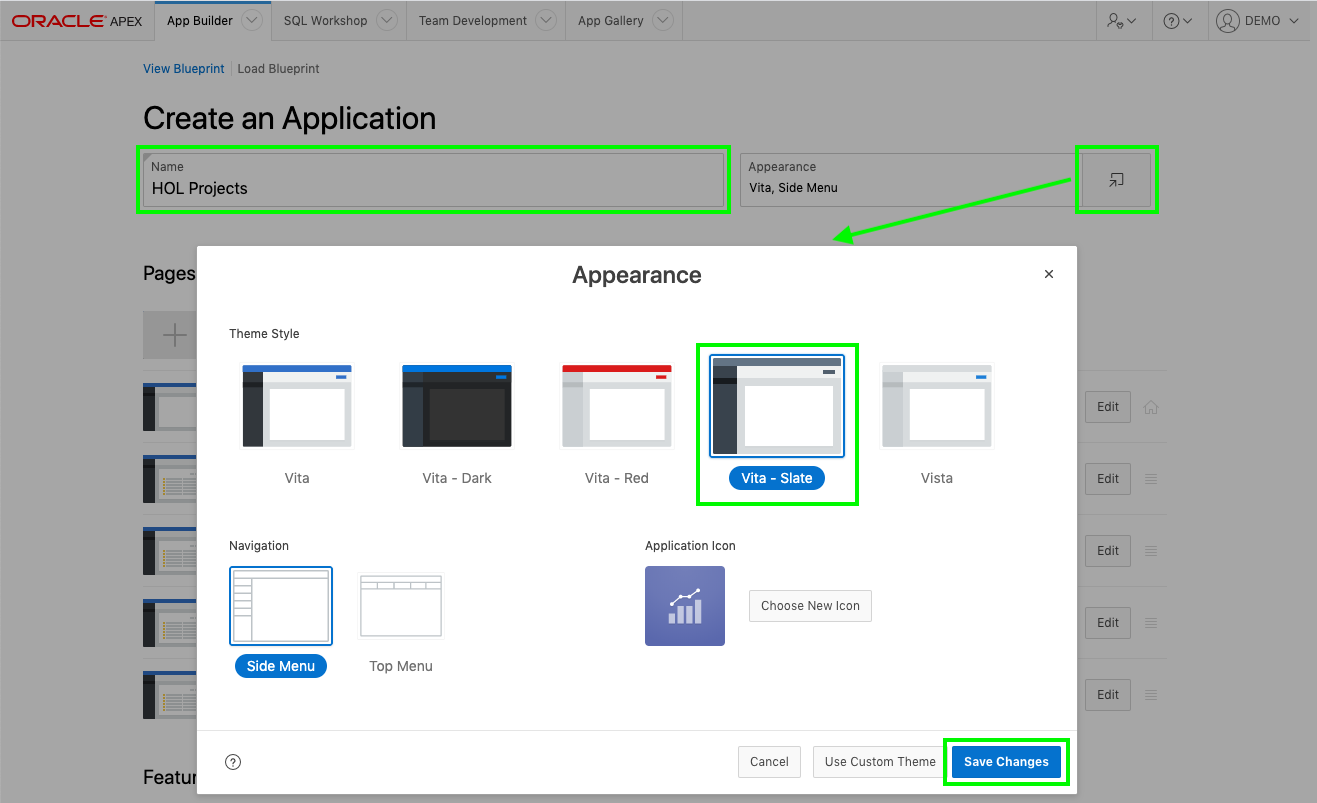 ORACLE APEX App Builder SQL Workshop Team Development App Gallery DEMO
View Blueprint Load Blueprint
Create an Application
Name
HOL Projects
Appearance
Vita, Side Menu
Pages
Appearance
Theme Style
Vita Vita - Dark Vita - Red Vita - Slate Vista
Navigation
Side Menu Top Menu
Application Icon
Choose New Icon
Edit
Edit
Edit
Edit
Edit
? Cancel Use Custom Theme Save Changes
Featur